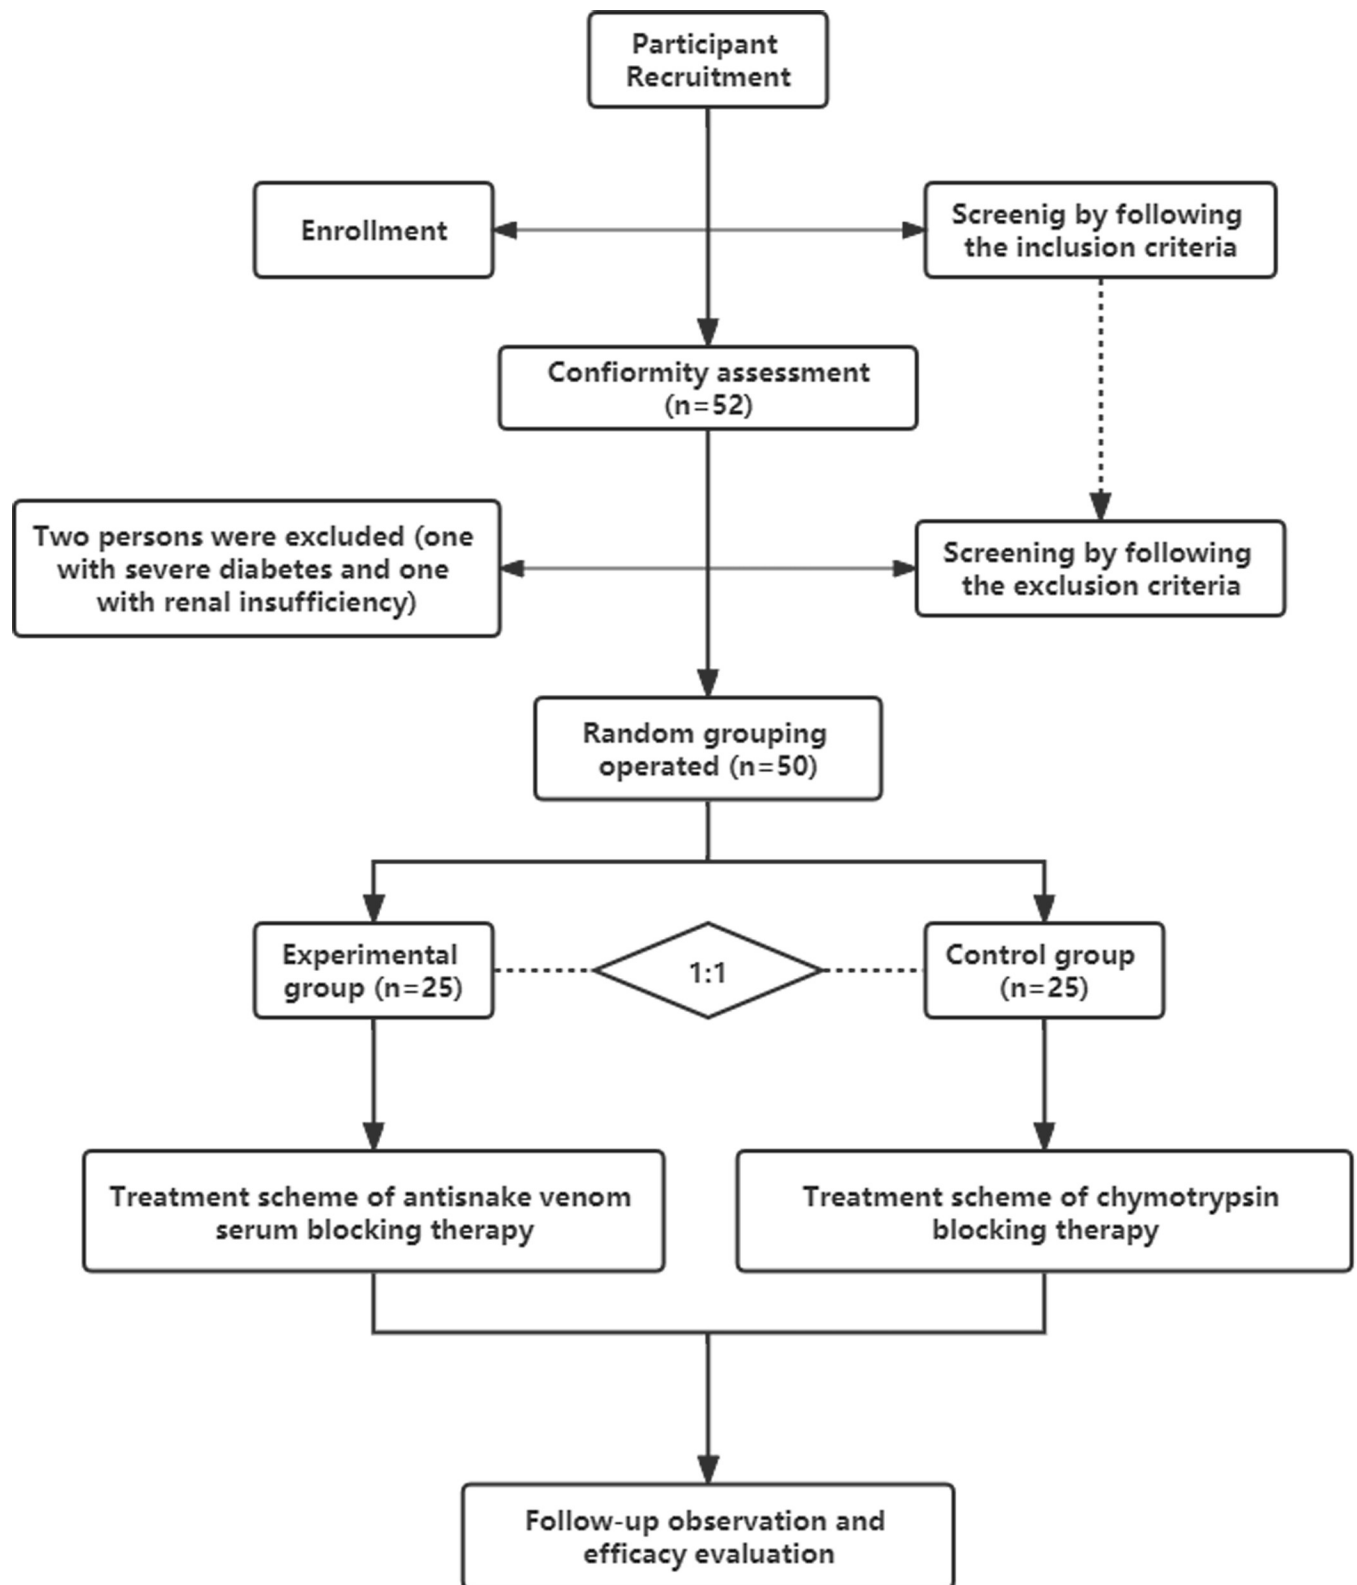 Participant
Recruitment
Enrollment
Screenig by following
the inclusion criteria
Confiormity assessment
(n=52)
Two persons were excluded (one
with severe diabetes and one
with renal insufficiency)
Screening by following
the exclusion criteria
Random grouping
operated (n=50)
Experimental
group (n=25)
1:1
Control group
(n=25)
Treatment scheme of antisnake venom
serum blocking therapy
Treatment scheme of chymotrypsin
blocking therapy
Follow-up observation and
efficacy evaluation